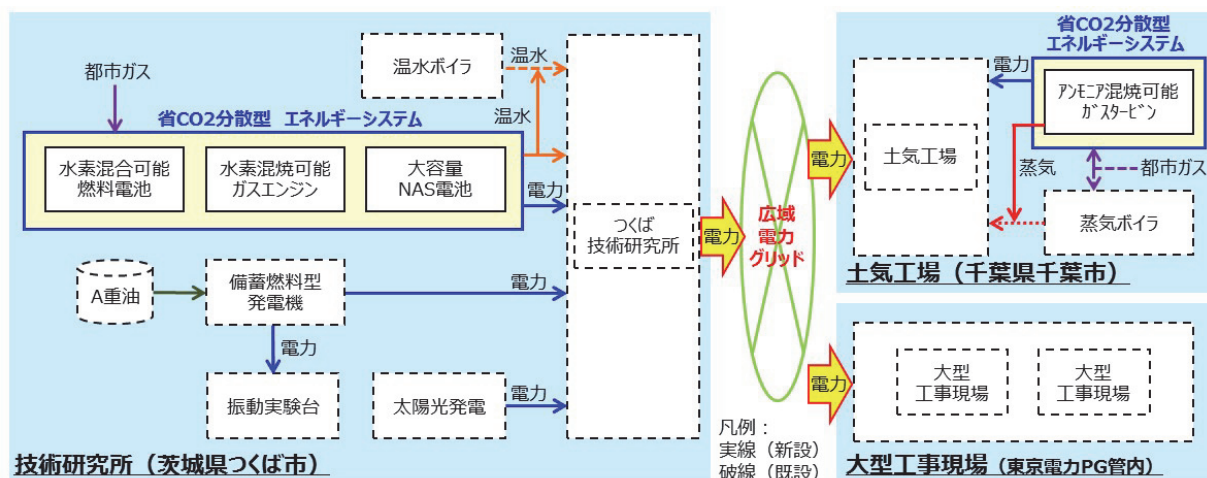 都市ガス
温水ボイラ
温水
温水
省CO2分散型 エネルギーシステム
水素混合可能
燃料電池
水素混焼可能
ガスエンジン
大容量
NAS電池
電力
つくば
技術研究所
A重油
備蓄燃料型
発電機
電力
電力
振動実験台
太陽光発電
電力
技術研究所（茨城県つくば市）
電力
広域
電力
グリッド
電力
電力
凡例：
実線（新設）
破線（既設）
省CO2分散型
エネルギーシステム
電力
アンモニア混焼可能
ガスタービン
土気工場
蒸気
都市ガス
蒸気ボイラ
土気工場（千葉県千葉市）
大型
工事現場
大型
工事現場
大型工事現場（東京電力PG管内）